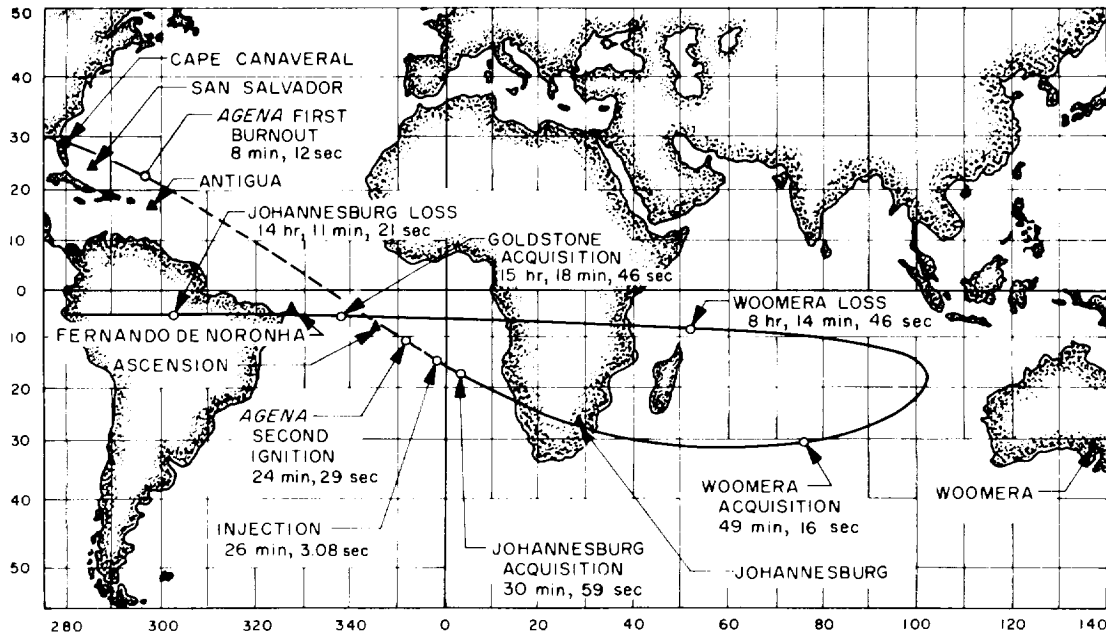 50
40
30
20
10
0
10
20
30
40
50
CAPE CANAVERAL
SAN SALVADOR
AGENA FIRST
BURNOUT
8 min, 12 sec
ANTIGUA
JOHANNESBURG LOSS
14 hr, 11 min, 21 sec
GOLDSTONE
ACQUISITION
15 hr, 18 min, 46 sec
WOOMERA LOSS
8 hr, 14 min, 46 sec
FERNANDO DE NORONHA
ASCENSION
AGENA
SECOND
IGNITION
24 min, 29 sec
INJECTION
26 min, 3.08 sec
JOHANNESBURG
ACQUISITION
30 min, 59 sec
JOHANNESBURG
WOOMERA
ACQUISITION
49 min, 16 sec
WOOMERA
280 300 320 340 0 20 40 60 80 100 120 140